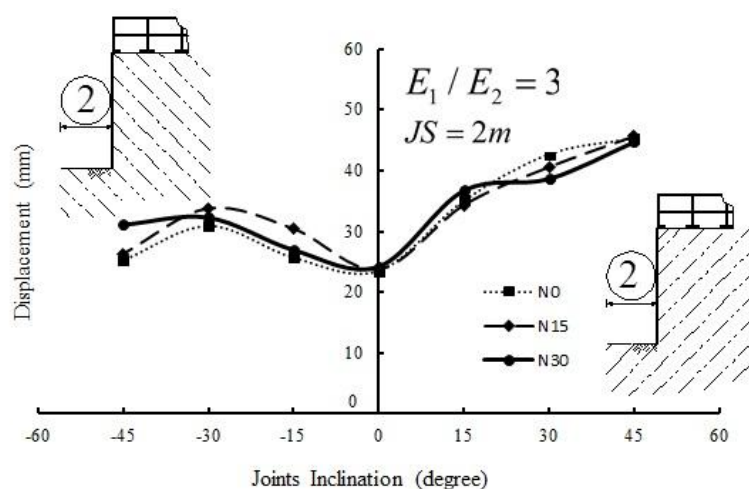 60
50
40
30
20
10
0
Displacement (mm)
2
E₁ / E₂ = 3
JS = 2m
2
N0
N15
N30
-60 -45 -30 -15 0 15 30 45 60
Joints Inclination (degree)